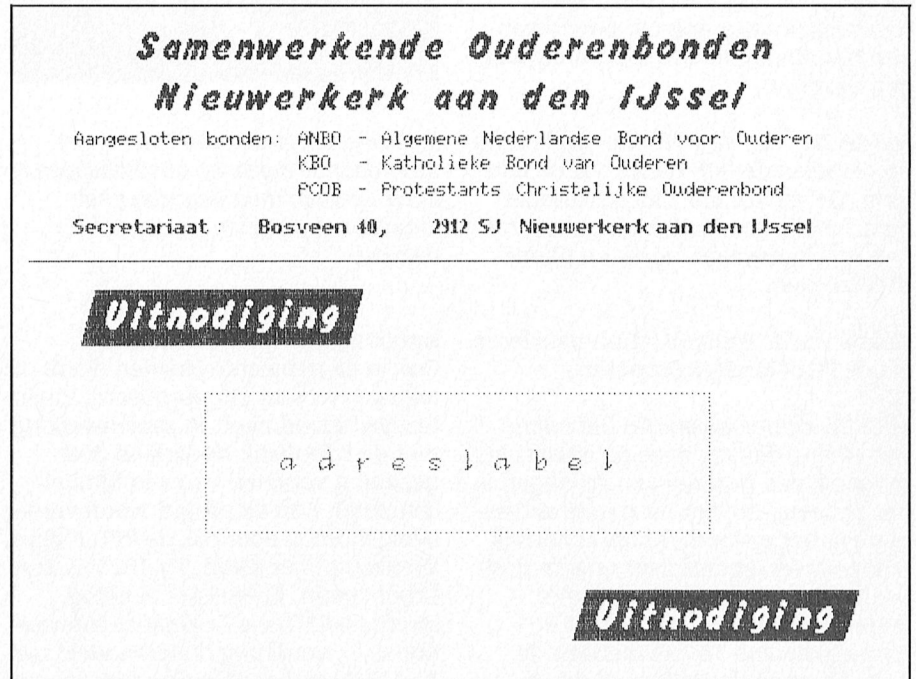 Samenwerkende Ouderenbonden
Nieuwerkerk aan den IJssel
Aangesloten bonden: ANBO - Algemene Nederlandse Bond voor Ouderen
KBO - Katholieke Bond van Ouderen
PCOB - Protestants Christelijke Ouderenbond
Secretariaat : Bosveen 40, 2912 SJ Nieuwerkerk aan den IJssel
Uitnodiging
adreslabel
Uitnodiging